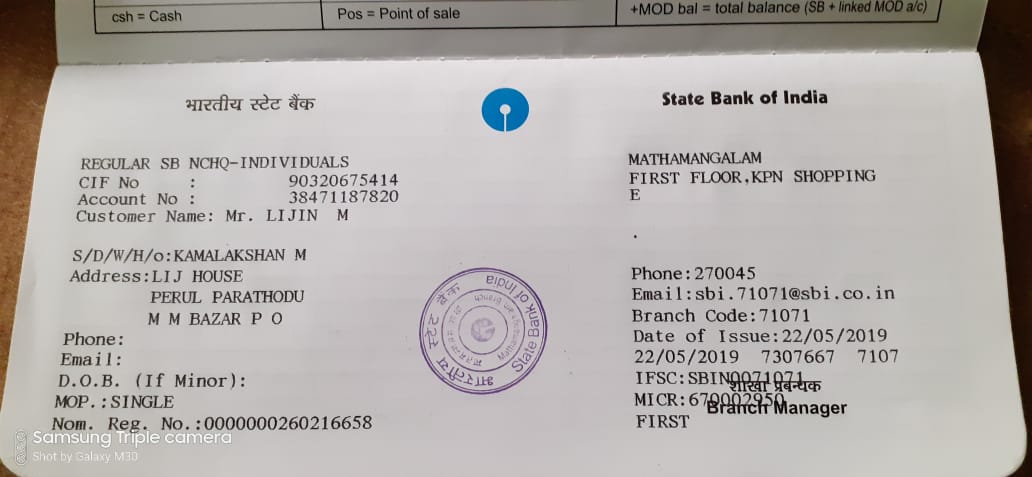 csh = Cash
Pos = Point of sale
+MOD bal = total balance (SB + linked MOD a/c)
भारतीय स्टेट बैंक
State Bank of India
REGULAR SB NCHQ-INDIVIDUALS
CIF No : 90320675414
Account No : 38471187820
Customer Name: Mr. LIJIN M
S/D/W/H/o:KAMALAKSHAN M
Address:LIJ HOUSE
PERUL PARATHODU
M M BAZAR P O
Phone:
Email:
D.O.B. (If Minor):
MOP.:SINGLE
Nom. Reg. No.:0000000260216658
MATHAMANGALAM
FIRST FLOOR,KPN SHOPPING
E
.
Phone:270045
Email:sbi.71071@sbi.co.in
Branch Code:71071
Date of Issue:22/05/2019
22/05/2019 7307667 7107
IFSC:SBIN0071071
शाखा प्रबन्धक
MICR:670002950
Branch Manager
FIRST
State Bank of India
Samsung Triple camera
Shot by Galaxy M30